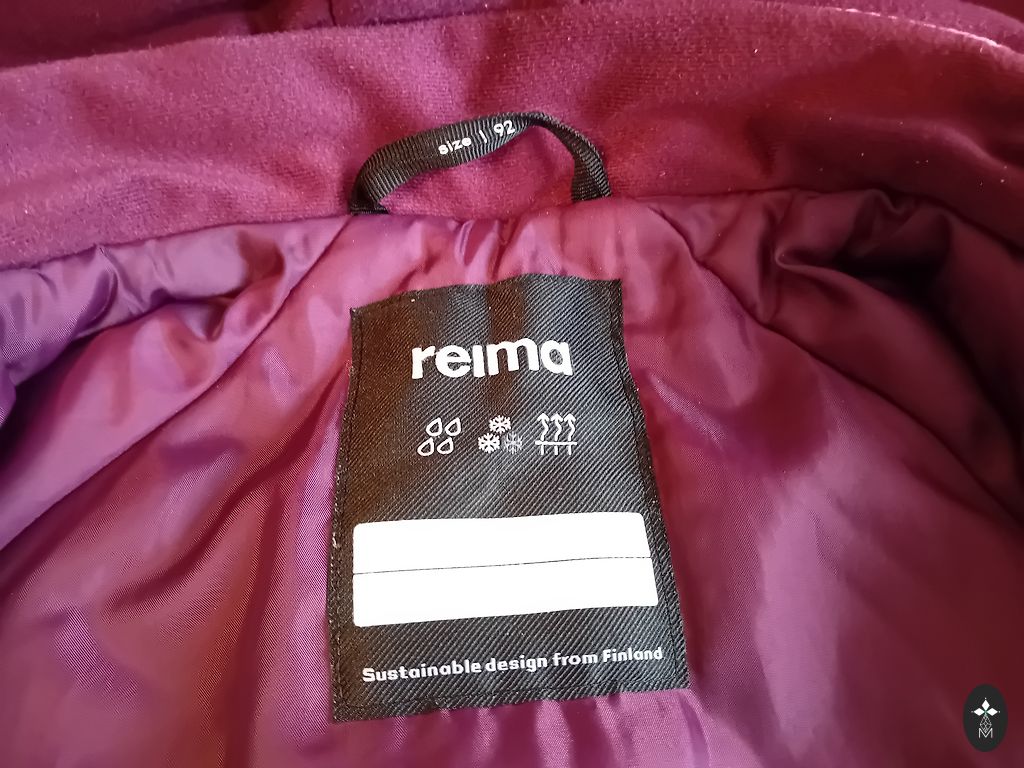 size | 92
reima
Sustainable design from Finland
M